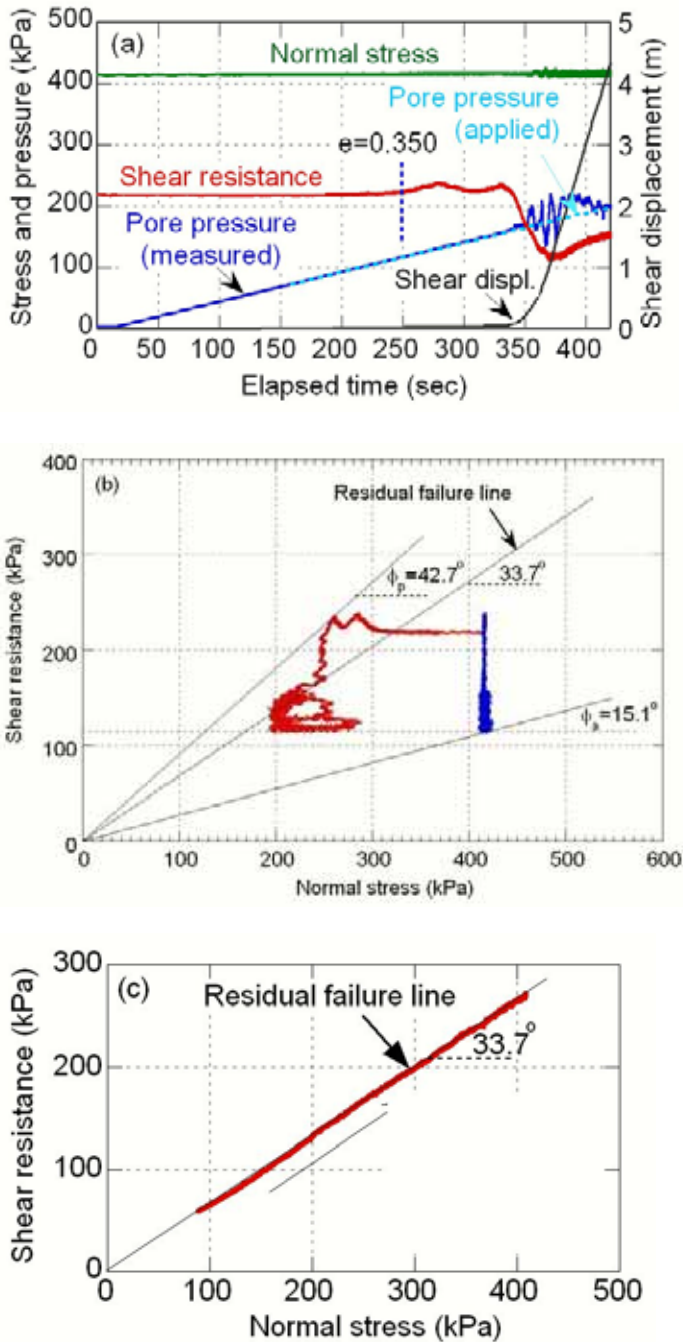 (a)
Normal stress
Pore pressure
(applied)
e=0.350
Shear resistance
Pore pressure
(measured)
Shear displ.
500
400
300
200
100
0
Stress and pressure (kPa)
5
4
3
2
1
0
Shear displacement (m)
0 50 100 150 200 250 300 350 400
Elapsed time (sec)
(b)
Residual failure line
ϕp=42.7°
33.7°
ϕa=15.1°
400
300
200
100
0
Shear resistance (kPa)
0 100 200 300 400 500 600
Normal stress (kPa)
(c)
Residual failure line
33.7°
300
200
100
0
Shear resistance (kPa)
0 100 200 300 400 500
Normal stress (kPa)